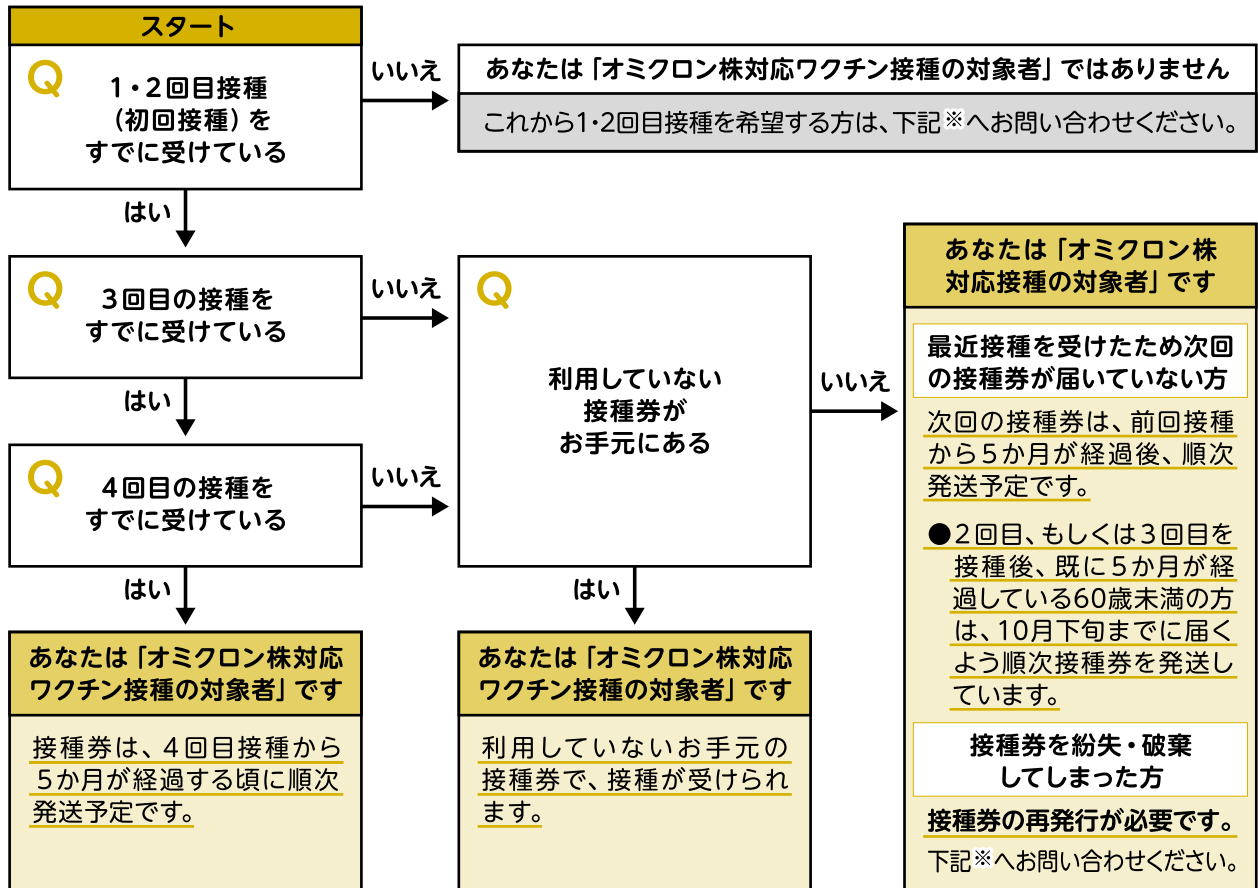 スタート
Q
1・2回目接種
(初回接種)を
すでに受けている
いいえ
あなたは「オミクロン株対応ワクチン接種の対象者」ではありません
これから1・2回目接種を希望する方は、下記※へお問い合わせください。
はい
Q
3回目の接種を
すでに受けている
いいえ
はい
Q
4回目の接種を
すでに受けている
いいえ
はい
あなたは「オミクロン株対応
ワクチン接種の対象者」です
接種券は、4回目接種から
5か月が経過する頃に順次
発送予定です。
Q
利用していない
接種券が
お手元にある
いいえ
はい
あなたは「オミクロン株対応
ワクチン接種の対象者」です
利用していないお手元の
接種券で、接種が受けられ
ます。
あなたは「オミクロン株
対応接種の対象者」です
最近接種を受けたため次回
の接種券が届いていない方
次回の接種券は、前回接種
から5か月が経過後、順次
発送予定です。
●2回目、もしくは3回目を
接種後、既に5か月が経
過している60歳未満の方
は、10月下旬までに届く
よう順次接種券を発送し
ています。
接種券を紛失・破棄
してしまった方
接種券の再発行が必要です。
下記※へお問い合わせください。